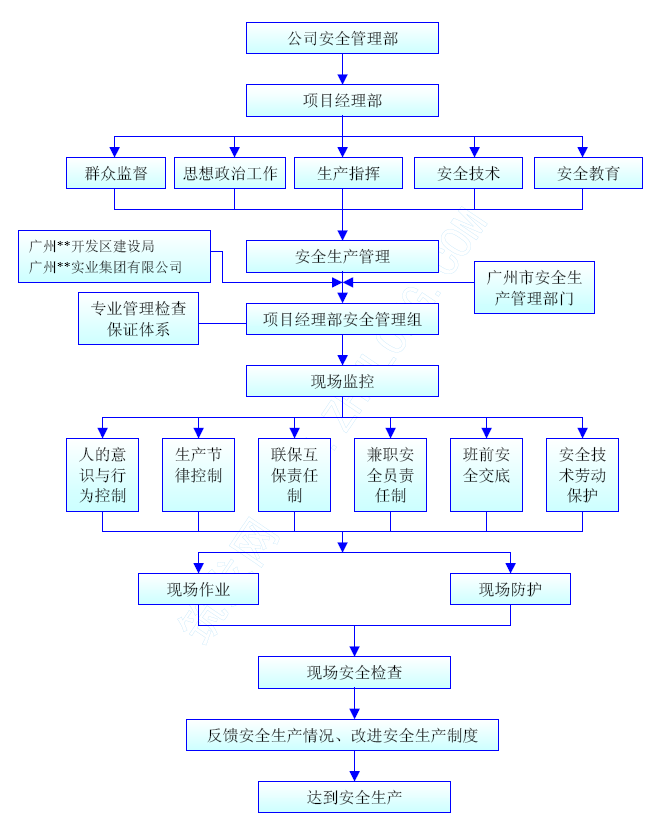 公司安全管理部
项目经理部
群众监督
思想政治工作
生产指挥
安全技术
安全教育
广州**开发区建设局
广州**实业集团有限公司
安全生产管理
广州市安全生
产管理部门
专业管理检查
保证体系
项目经理部安全管理组
现场监控
人的意
识与行
为控制
生产节
律控制
联保互
保责任
制
兼职安
全员责
任制
班前安
全交底
安全技
术劳动
保护
现场作业
现场防护
现场安全检查
反馈安全生产情况、改进安全生产制度
达到安全生产